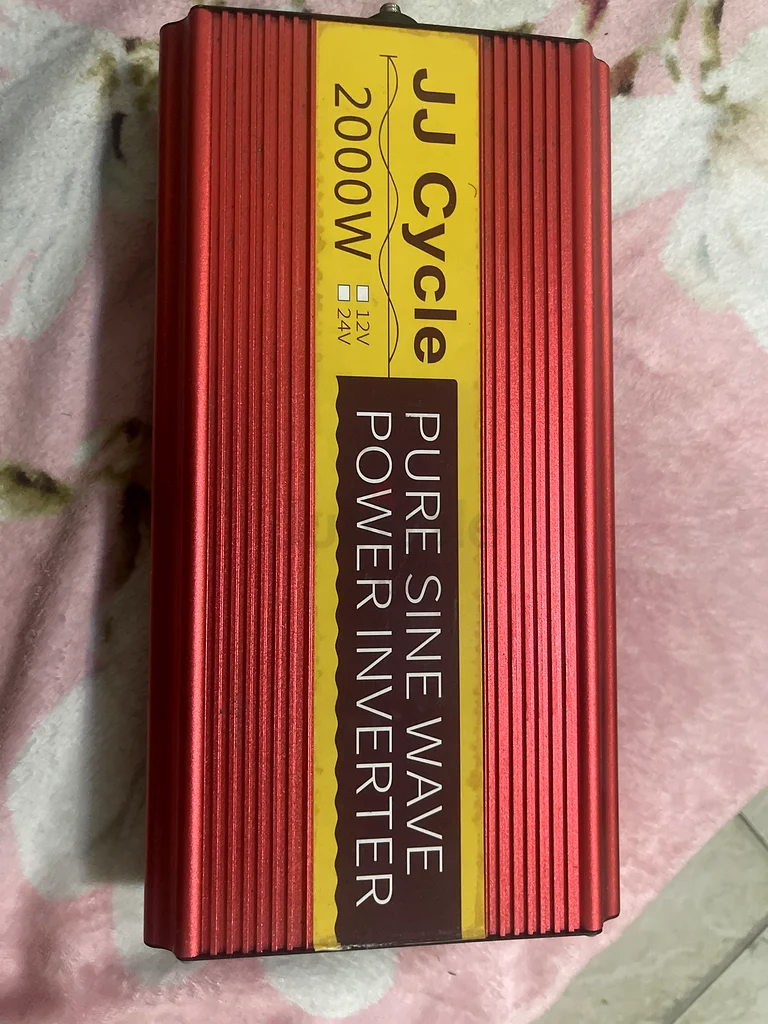 JJ Cycle
2000W
12V
24V
PURE SINE WAVE
POWER INVERTER